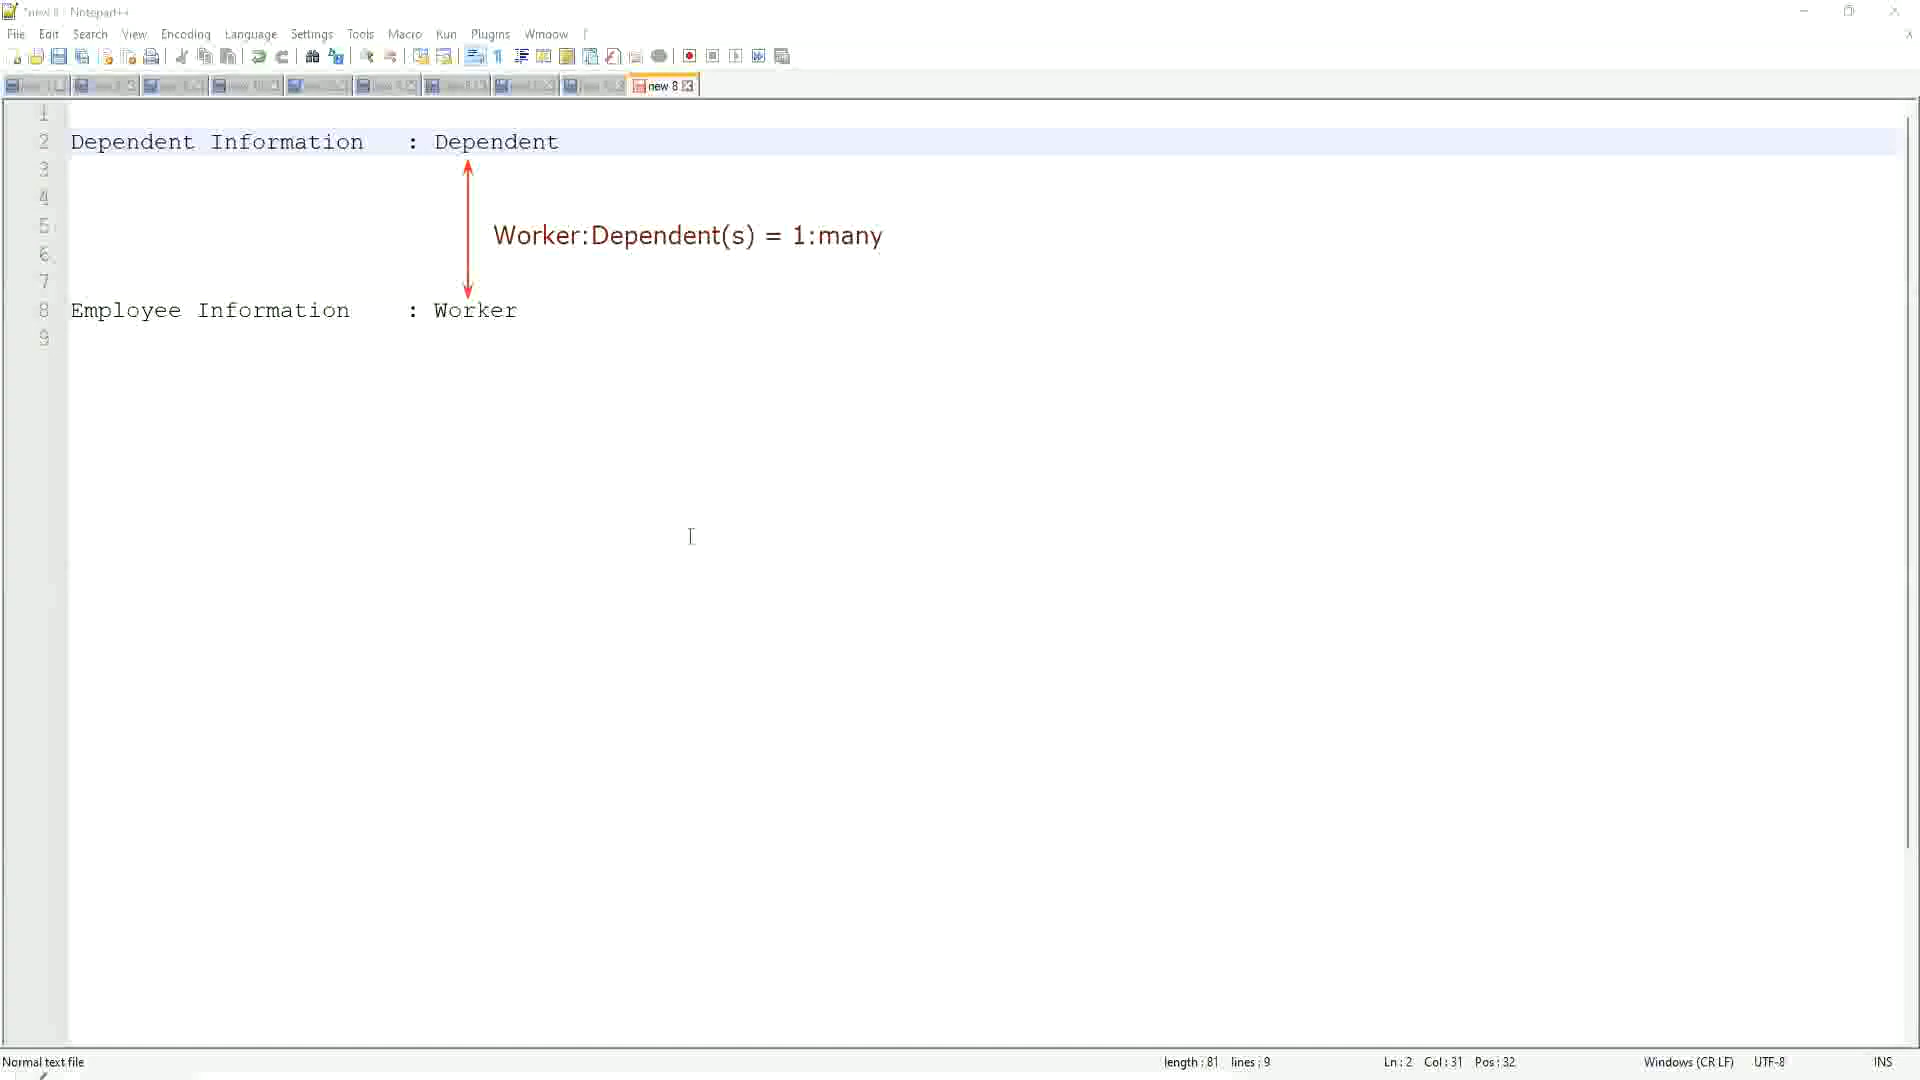 *new 8 - Notepad++
File Edit Search View Encoding Language Settings Tools Macro Run Plugins Window
new 8
1
2 Dependent Information : Dependent
3
4
5 Worker:Dependent(s) = 1:many
6
7
8 Employee Information : Worker
9
Normal text file length : 81 lines : 9 Ln : 2 Col : 31 Pos : 32 Windows (CR LF) UTF-8 INS